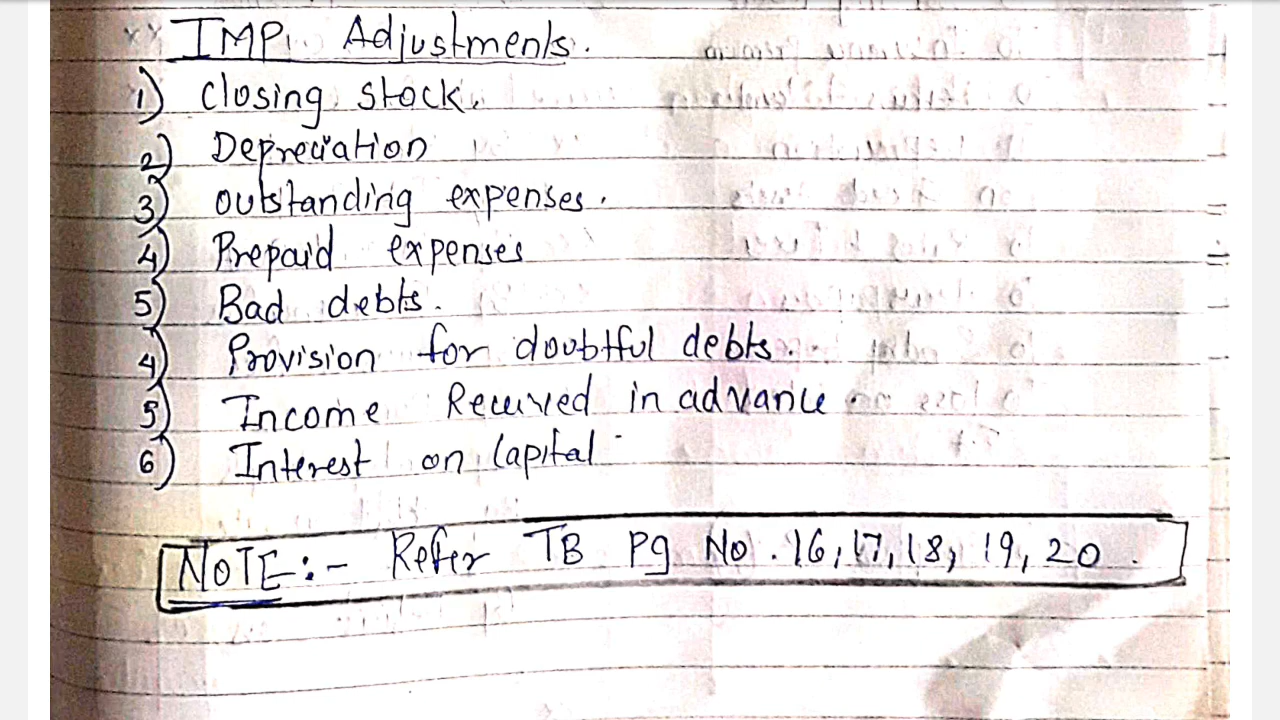 xx IMP. Adjustments.
1) Closing stock.
2) Depreciation
3) outstanding expenses.
4) Prepaid expenses
5) Bad debts.
4) Provision for doubtful debts.
5) Income Received in advance
6) Interest on Capital
NOTE:- Refer TB Pg No. 16, 17, 18, 19, 20.